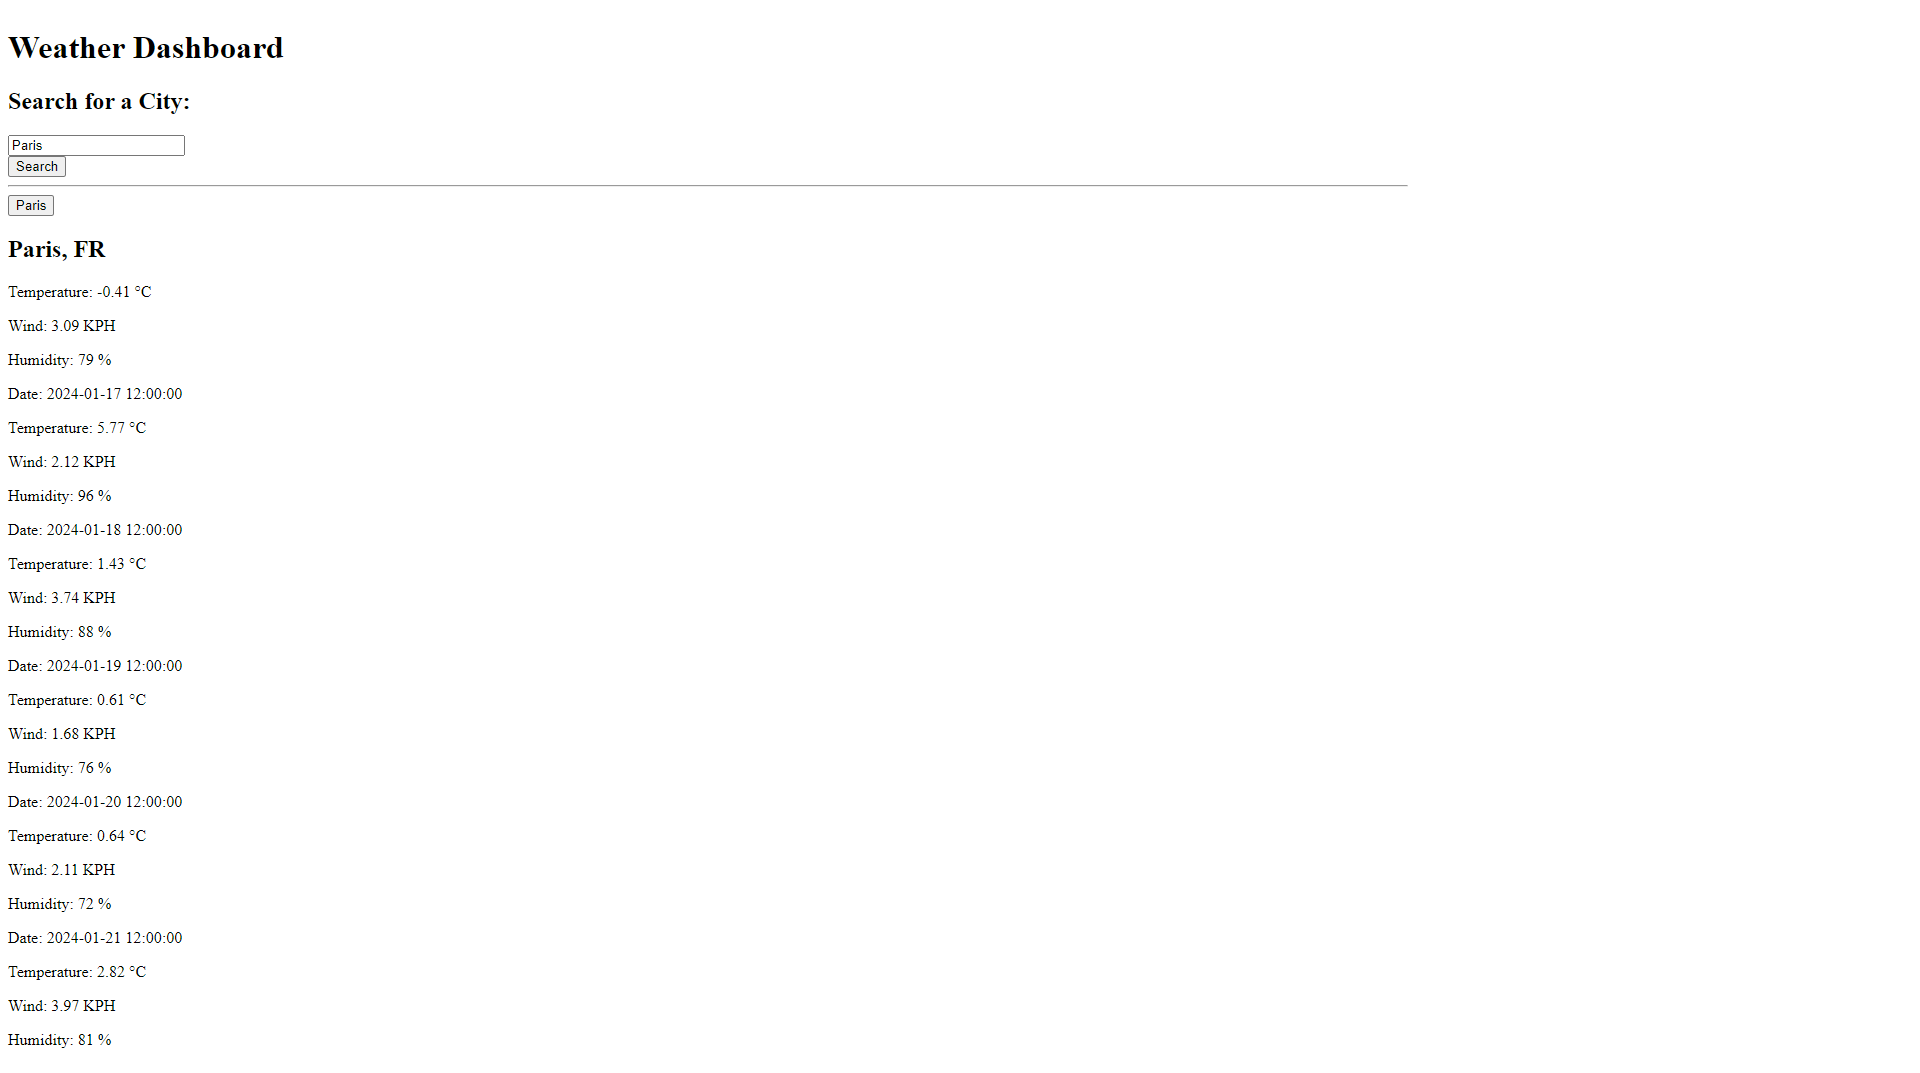 Weather Dashboard
Search for a City:
Paris
Search
Paris
Paris, FR
Temperature: -0.41 °C
Wind: 3.09 KPH
Humidity: 79 %
Date: 2024-01-17 12:00:00
Temperature: 5.77 °C
Wind: 2.12 KPH
Humidity: 96 %
Date: 2024-01-18 12:00:00
Temperature: 1.43 °C
Wind: 3.74 KPH
Humidity: 88 %
Date: 2024-01-19 12:00:00
Temperature: 0.61 °C
Wind: 1.68 KPH
Humidity: 76 %
Date: 2024-01-20 12:00:00
Temperature: 0.64 °C
Wind: 2.11 KPH
Humidity: 72 %
Date: 2024-01-21 12:00:00
Temperature: 2.82 °C
Wind: 3.97 KPH
Humidity: 81 %